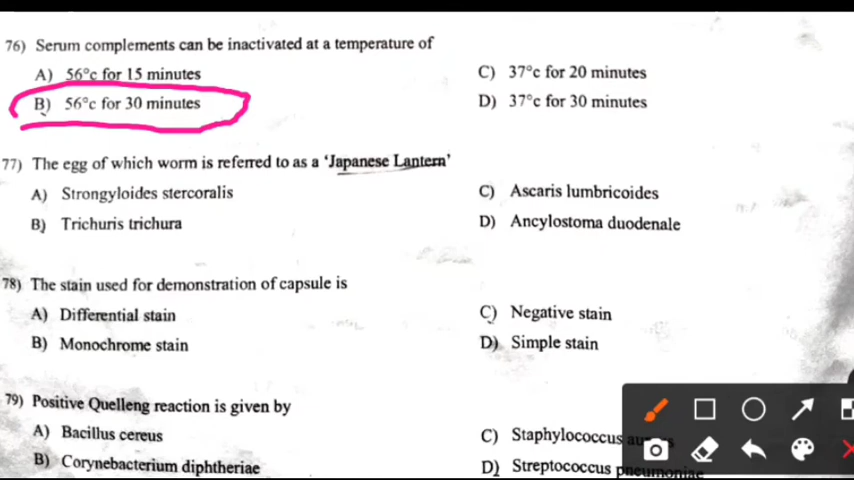 76) Serum complements can be inactivated at a temperature of
A) 56°c for 15 minutes
C) 37°c for 20 minutes
B) 56°c for 30 minutes
D) 37°c for 30 minutes
77) The egg of which worm is referred to as a ‘Japanese Lantern’
A) Strongyloides stercoralis
C) Ascaris lumbricoides
B) Trichuris trichura
D) Ancylostoma duodenale
78) The stain used for demonstration of capsule is
A) Differential stain
C) Negative stain
B) Monochrome stain
D) Simple stain
79) Positive Quelleng reaction is given by
A) Bacillus cereus
C) Staphylococcus aureus
B) Corynebacterium diphtheriae
D) Streptococcus pneumoniae